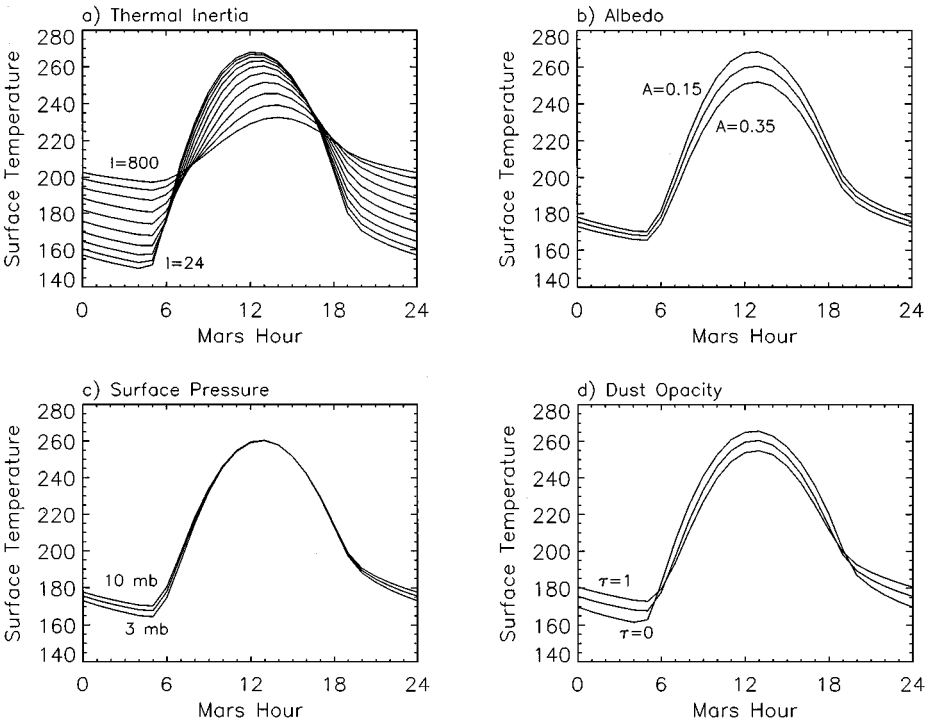 a) Thermal Inertia
Surface Temperature
280
260
240
220
200
180
160
140
I=800
I=24
0 6 12 18 24
Mars Hour
b) Albedo
Surface Temperature
280
260
240
220
200
180
160
140
A=0.15
A=0.35
0 6 12 18 24
Mars Hour
c) Surface Pressure
Surface Temperature
280
260
240
220
200
180
160
140
10 mb
3 mb
0 6 12 18 24
Mars Hour
d) Dust Opacity
Surface Temperature
280
260
240
220
200
180
160
140
τ=1
τ=0
0 6 12 18 24
Mars Hour